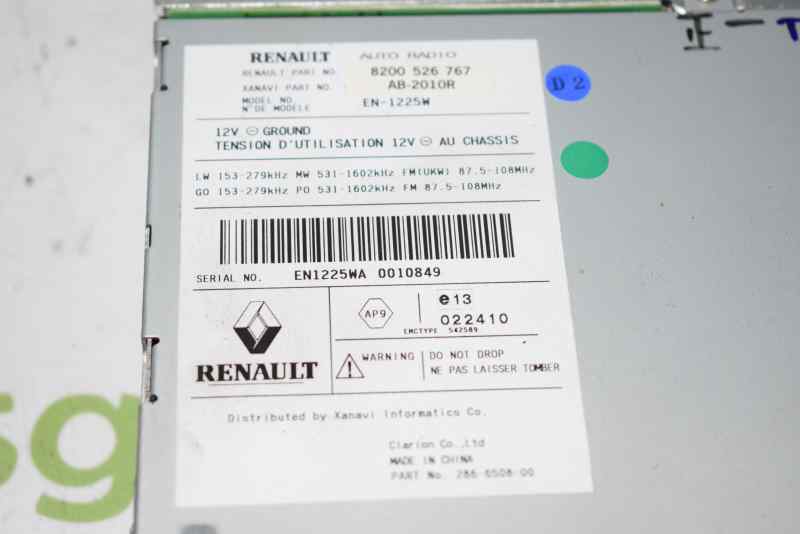 RENAULT AUTO RADIO
RENAULT PART NO. 8200 526 767
XANAVI PART NO. AB-2010R
MODEL NO. EN-1225W
N°DE MODELE
12V ⊖ GROUND
TENSION D'UTILISATION 12V ⊖ AU CHASSIS
LW 153-279kHz MW 531-1602kHz FM(UKW) 87.5-108MHz
GO 153-279kHz PO 531-1602kHz FM 87.5-108MHz
SERIAL NO. EN1225WA 0010849
RENAULT
AP9
e13
022410
EMCTYPE 542589
WARNING DO NOT DROP
NE PAS LAISSER TOMBER
Distributed by Xanavi Informatics Co.
Clarion Co.,Ltd
MADE IN CHINA
PART No. 286-6508-00
D2
sg